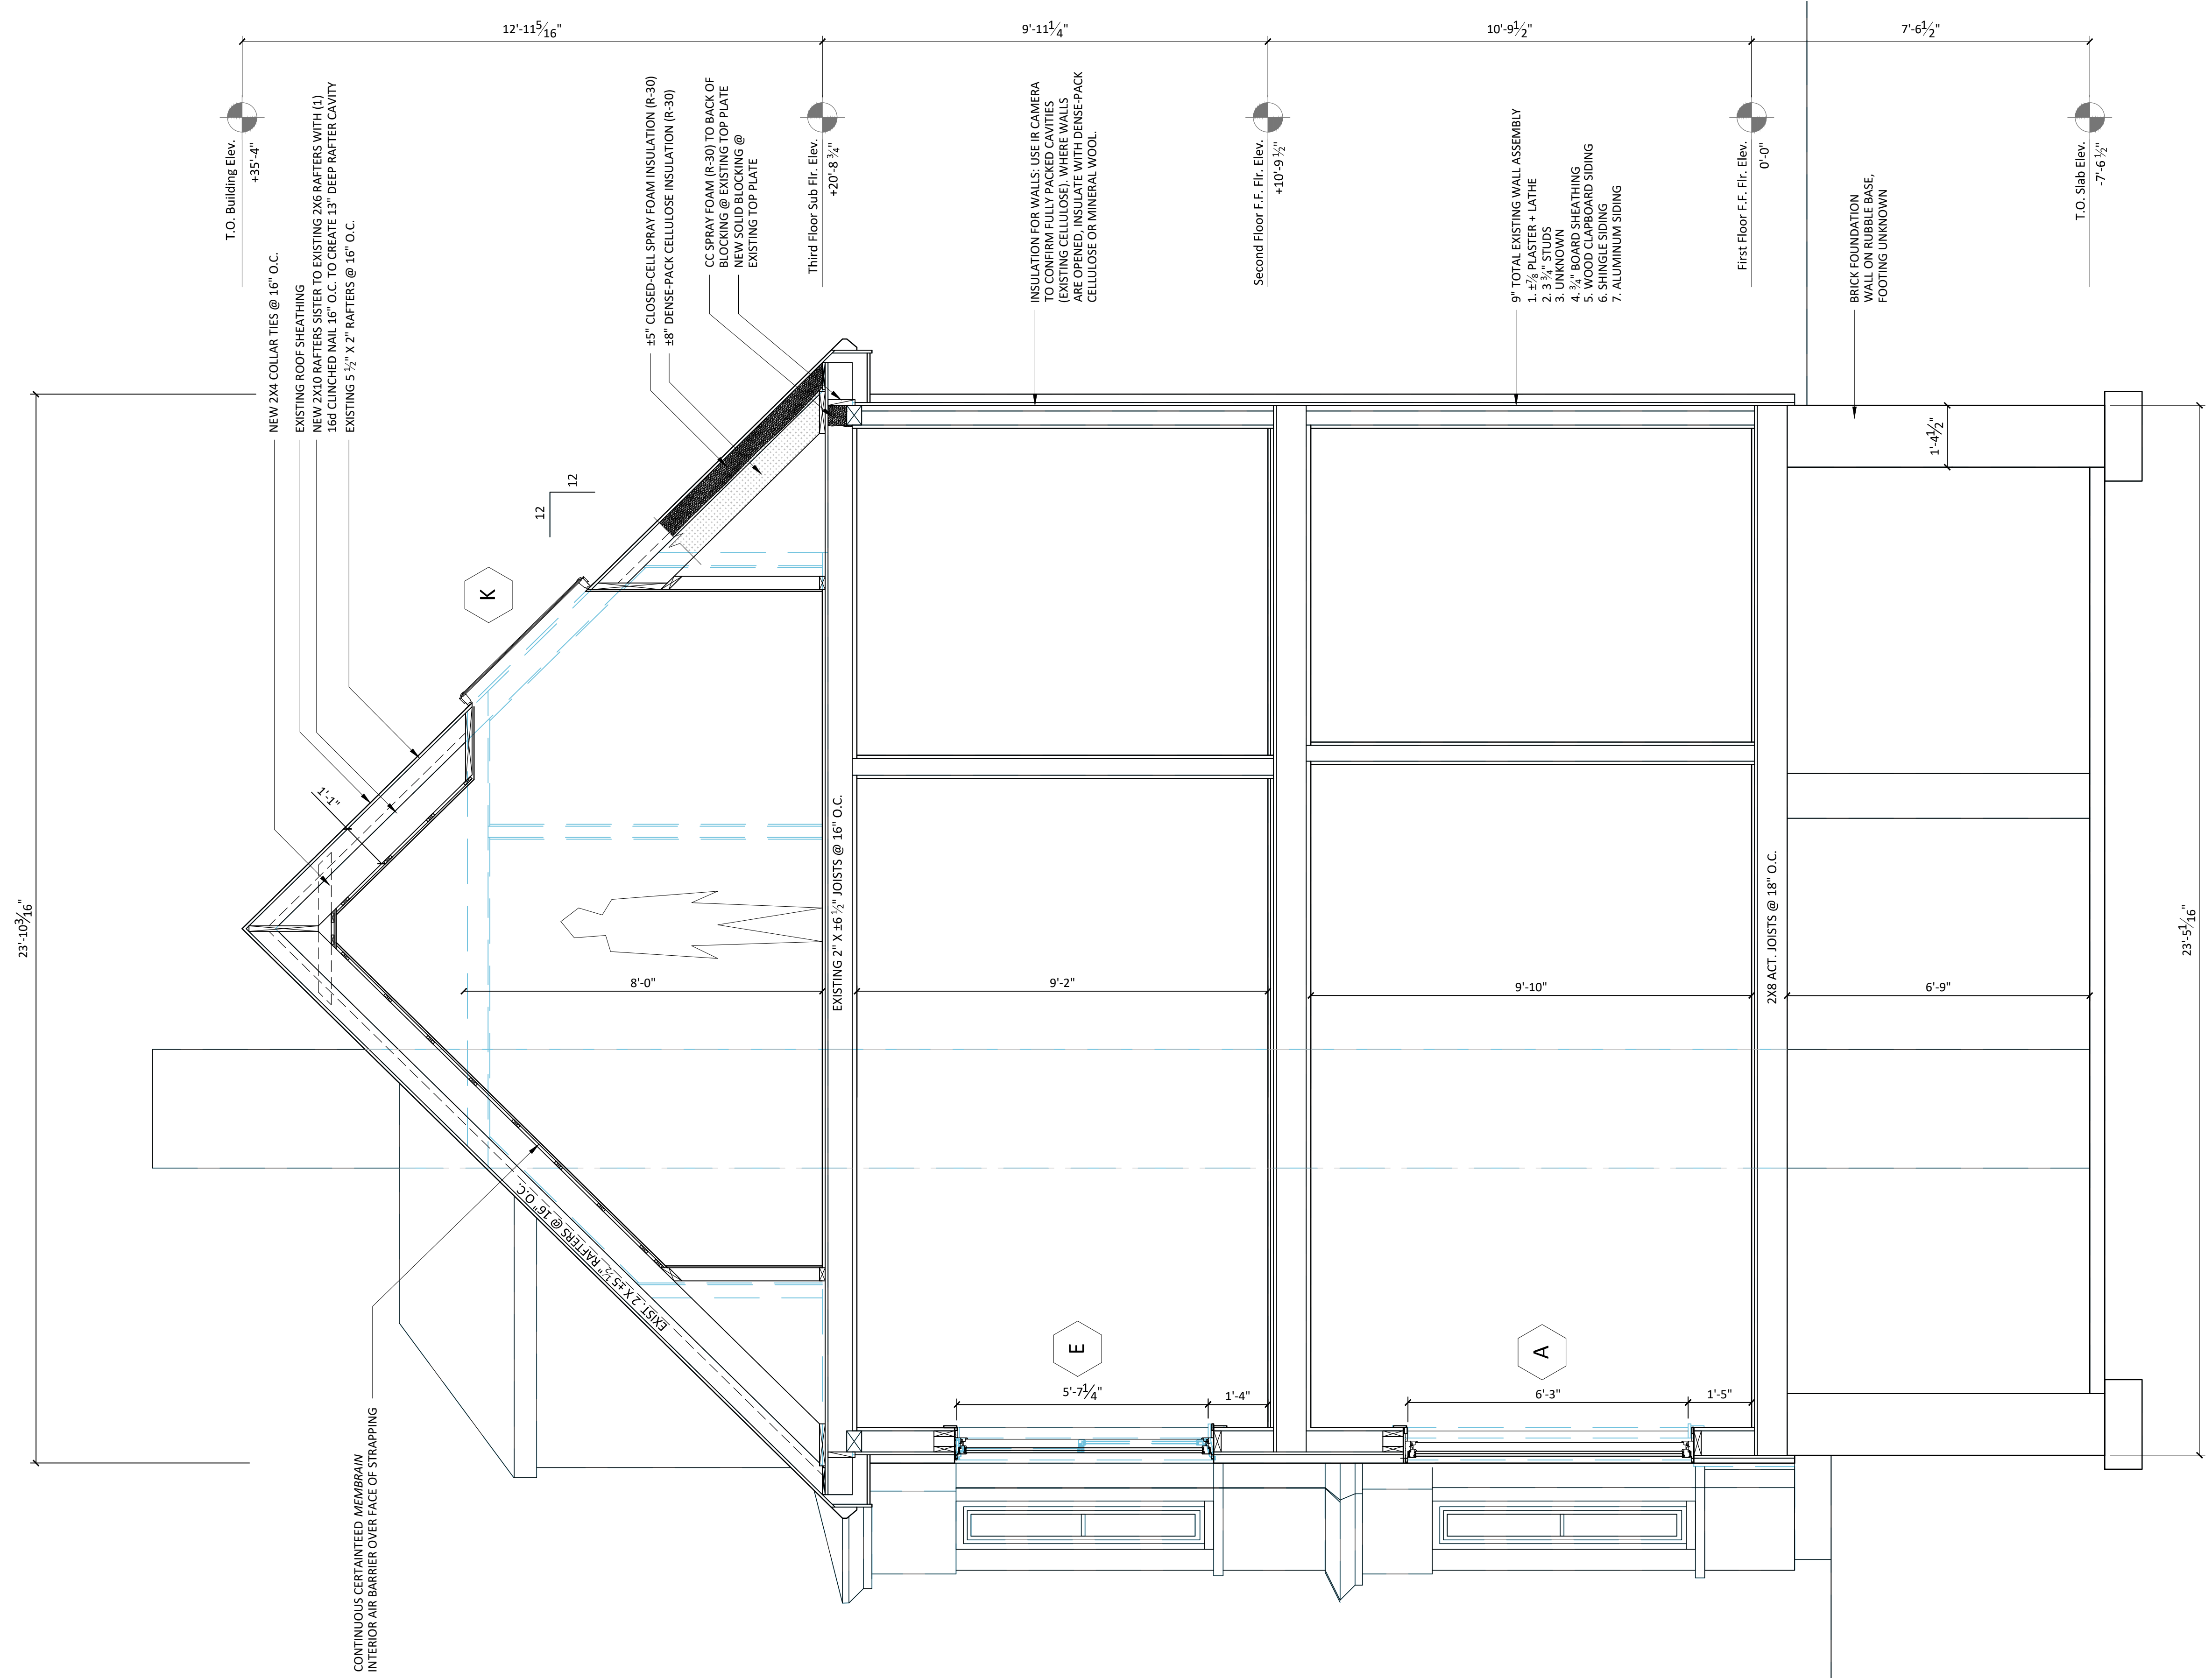 23'-10 3/16"
12'-11 5/16"
9'-11 1/4"
10'-9 1/2"
7'-6 1/2"
T.O. Building Elev.
+35'-4"
Third Floor Sub Flr. Elev.
+20'-8 3/4"
Second Floor F.F. Flr. Elev.
+10'-9 1/2"
First Floor F.F. Flr. Elev.
0'-0"
T.O. Slab Elev.
-7'-6 1/2"
NEW 2X4 COLLAR TIES @ 16" O.C.
EXISTING ROOF SHEATHING
NEW 2X10 RAFTERS SISTER TO EXISTING 2X6 RAFTERS WITH (1)
16d CLINCHED NAIL 16" O.C. TO CREATE 13" DEEP RAFTER CAVITY
EXISTING 5 1/2" X 2" RAFTERS @ 16" O.C.
±5" CLOSED-CELL SPRAY FOAM INSULATION (R-30)
±8" DENSE-PACK CELLULOSE INSULATION (R-30)
CC SPRAY FOAM (R-30) TO BACK OF
BLOCKING @ EXISTING TOP PLATE
NEW SOLID BLOCKING @
EXISTING TOP PLATE
INSULATION FOR WALLS: USE IR CAMERA
TO CONFIRM FULLY PACKED CAVITIES
(EXISTING CELLULOSE). WHERE WALLS
ARE OPENED, INSULATE WITH DENSE-PACK
CELLULOSE OR MINERAL WOOL.
9" TOTAL EXISTING WALL ASSEMBLY
1. ±7/8" PLASTER + LATHE
2. 3 3/4" STUDS
3. UNKNOWN
4. 3/4" BOARD SHEATHING
5. WOOD CLAPBOARD SIDING
6. SHINGLE SIDING
7. ALUMINUM SIDING
BRICK FOUNDATION
WALL ON RUBBLE BASE,
FOOTING UNKNOWN
12
12
K
1'-1"
1'-4 1/2"
EXISTING 2" X ±6 1/2" JOISTS @ 16" O.C.
2X8 ACT. JOISTS @ 18" O.C.
8'-0"
9'-2"
9'-10"
6'-9"
EXIST. 2 X ±5 1/2" RAFTERS @ 16" O.C.
E
A
5'-7 1/4"
1'-4"
6'-3"
1'-5"
CONTINUOUS CERTAINTEED MEMBRAIN
INTERIOR AIR BARRIER OVER FACE OF STRAPPING
23'-5 1/16"